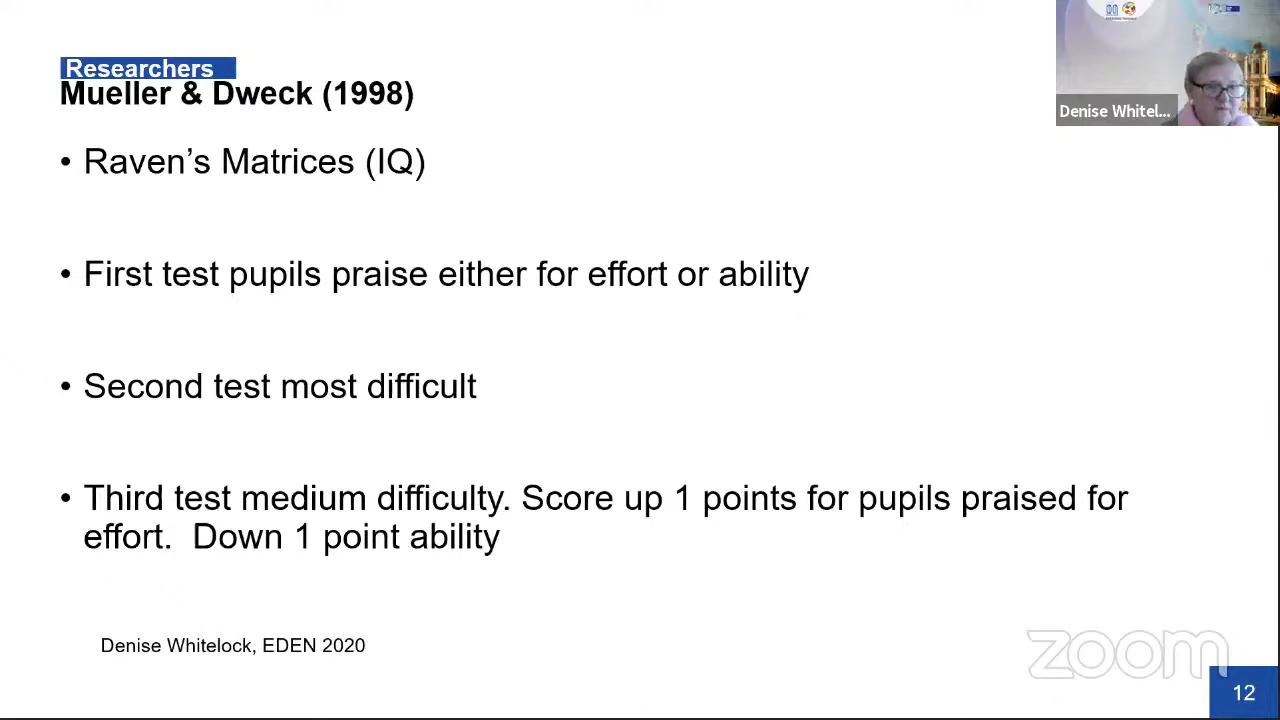 Researchers
Mueller & Dweck (1998)
• Raven’s Matrices (IQ)
• First test pupils praise either for effort or ability
• Second test most difficult
• Third test medium difficulty. Score up 1 points for pupils praised for
effort.  Down 1 point ability
Denise Whitelock, EDEN 2020
Denise Whitel...
zoom
12